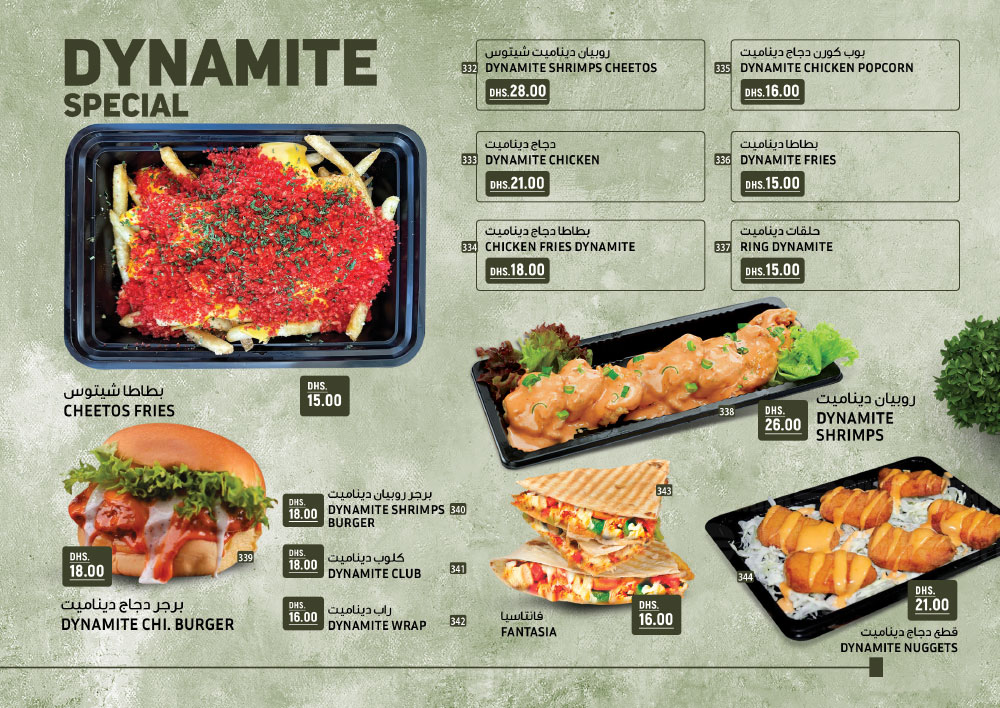 DYNAMITE
SPECIAL
بطاطا شيتوس
CHEETOS FRIES
DHS.
15.00
332
روبيان ديناميت شيتوس
DYNAMITE SHRIMPS CHEETOS
DHS.28.00
333
دجاج ديناميت
DYNAMITE CHICKEN
DHS.21.00
334
بطاطا دجاج ديناميت
CHICKEN FRIES DYNAMITE
DHS.18.00
335
بوب كورن دجاج ديناميت
DYNAMITE CHICKEN POPCORN
DHS.16.00
336
بطاطا ديناميت
DYNAMITE FRIES
DHS.15.00
337
حلقات ديناميت
RING DYNAMITE
DHS.15.00
338
DHS.
26.00
روبيان ديناميت
DYNAMITE
SHRIMPS
339
DHS.
18.00
برجر دجاج ديناميت
DYNAMITE CHI. BURGER
DHS.
18.00
برجر روبيان ديناميت
DYNAMITE SHRIMPS
BURGER
340
DHS.
18.00
كلوب ديناميت
DYNAMITE CLUB
341
DHS.
16.00
راب ديناميت
DYNAMITE WRAP
342
343
فانتاسيا
FANTASIA
DHS.
16.00
344
DHS.
21.00
قطع دجاج ديناميت
DYNAMITE NUGGETS